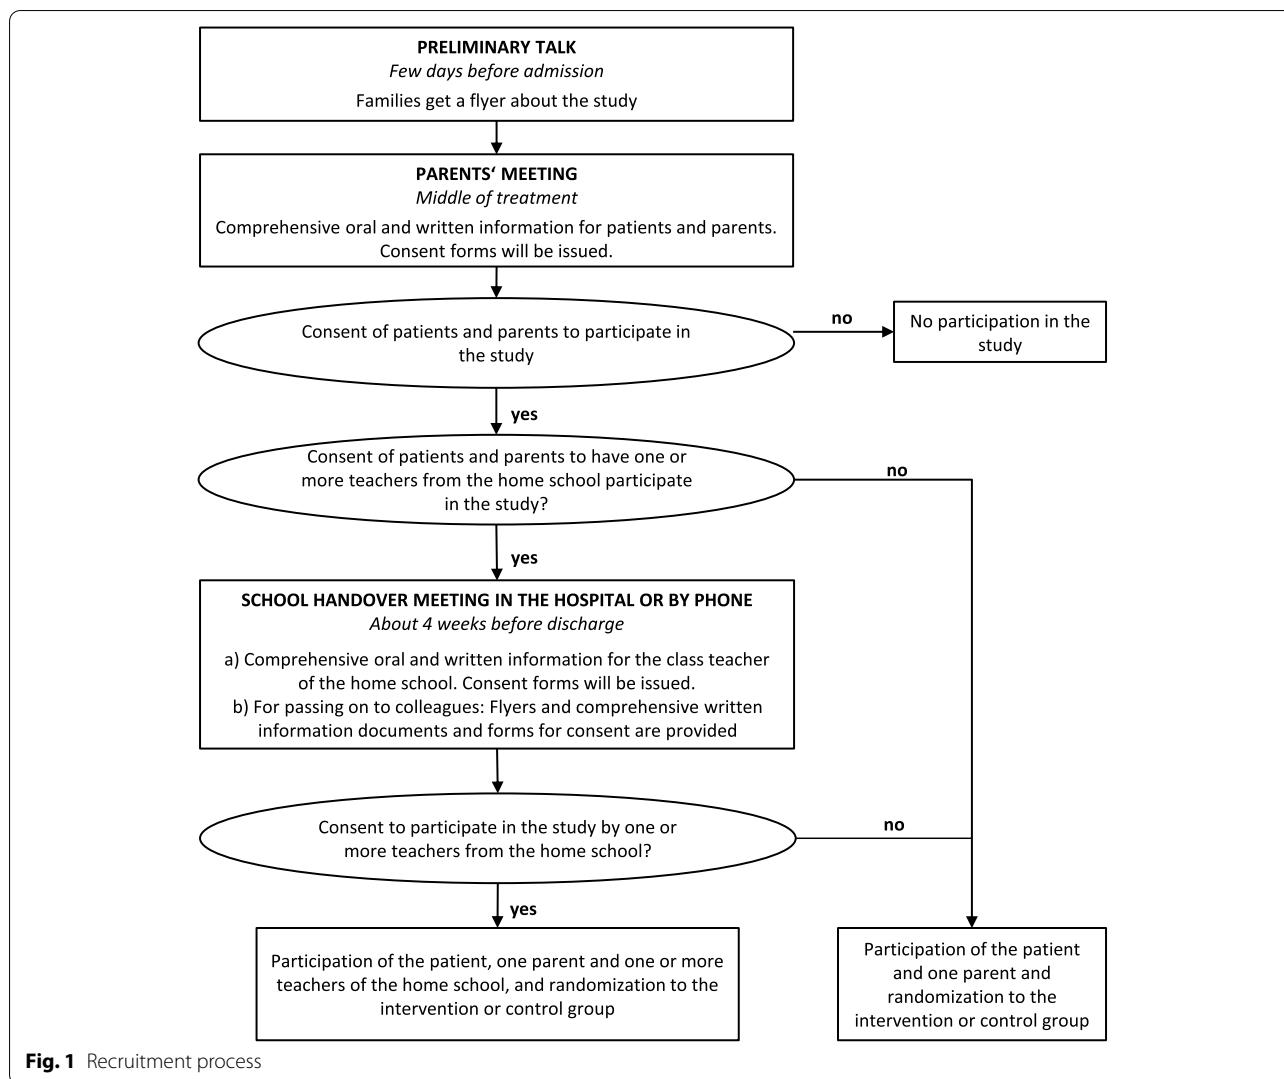 PRELIMINARY TALK
Few days before admission
Families get a flyer about the study
PARENTS‘ MEETING
Middle of treatment
Comprehensive oral and written information for patients and parents.
Consent forms will be issued.
Consent of patients and parents to participate in
the study
no
No participation in the
study
yes
Consent of patients and parents to have one or
more teachers from the home school participate
in the study?
no
yes
SCHOOL HANDOVER MEETING IN THE HOSPITAL OR BY PHONE
About 4 weeks before discharge
a) Comprehensive oral and written information for the class teacher
of the home school. Consent forms will be issued.
b) For passing on to colleagues: Flyers and comprehensive written
information documents and forms for consent are provided
Consent to participate in the study by one or
more teachers from the home school?
no
yes
Participation of the patient, one parent and one or more
teachers of the home school, and randomization to the
intervention or control group
Participation of the patient
and one parent and
randomization to the
intervention or control group
Fig. 1 Recruitment process